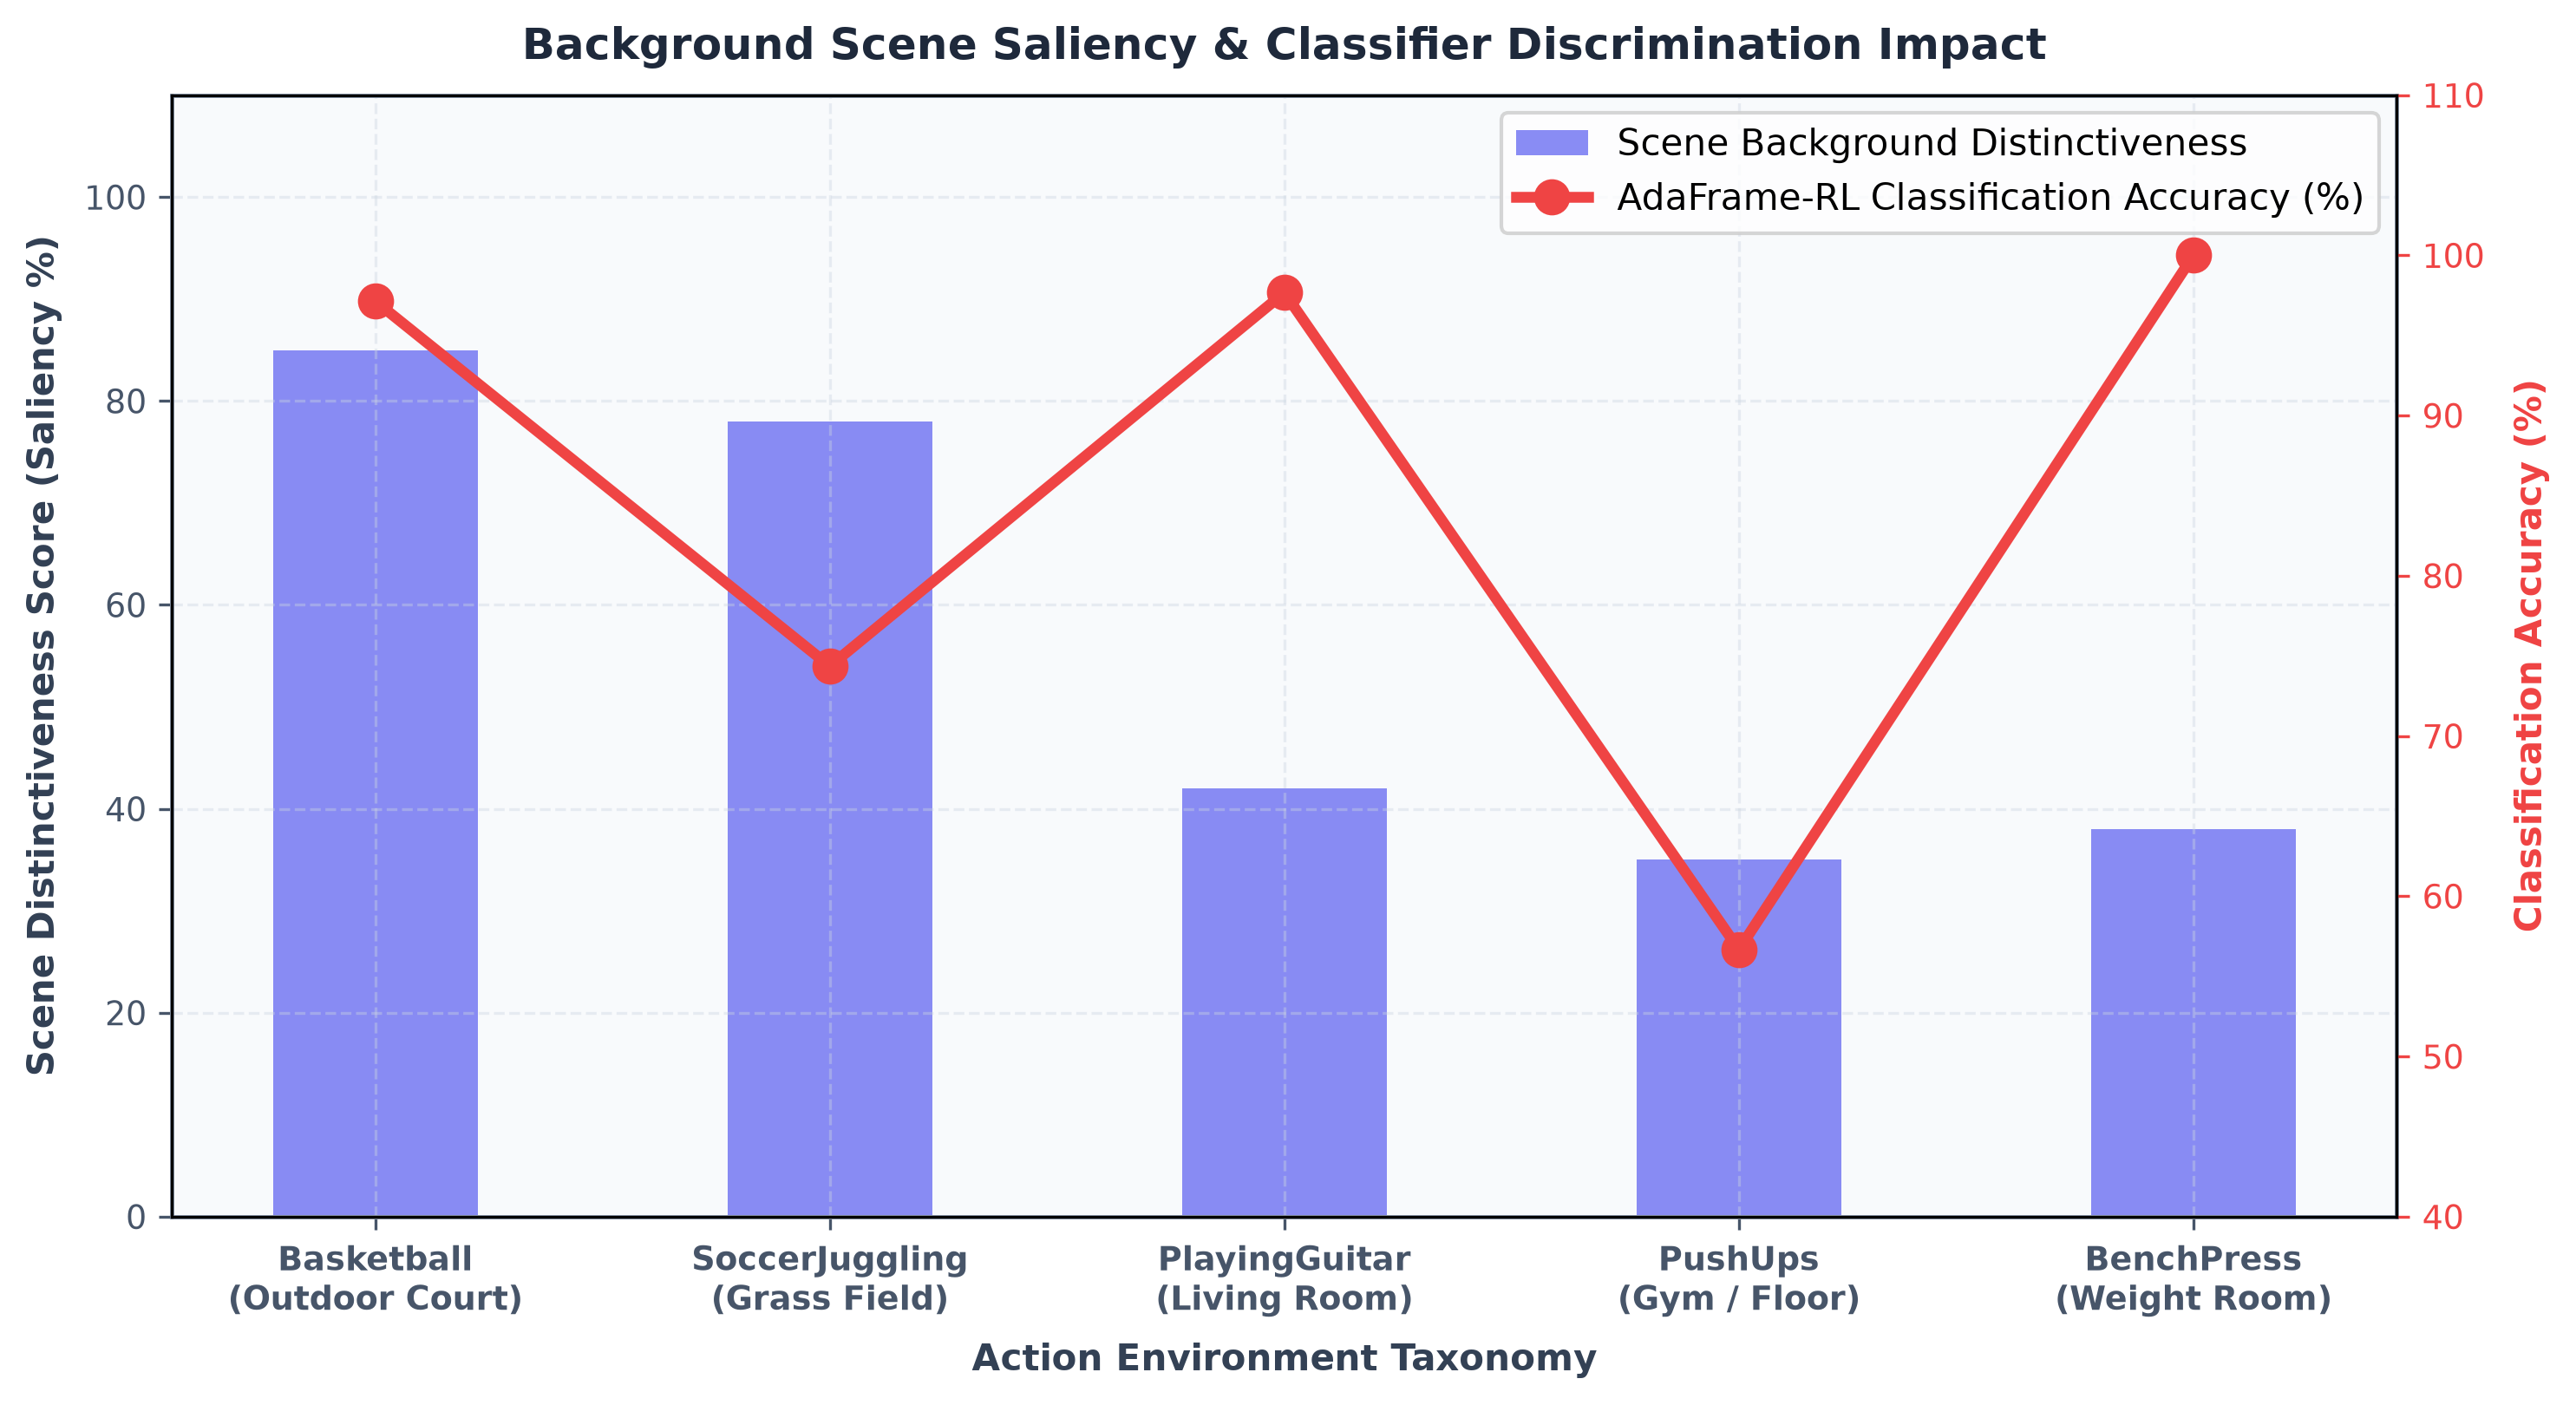 Background Scene Saliency & Classifier Discrimination Impact
Scene Background Distinctiveness
AdaFrame-RL Classification Accuracy (%)
Scene Distinctiveness Score (Saliency %)
100
80
60
40
20
0
110
100
90
80
70
60
50
40
Classification Accuracy (%)
Basketball
(Outdoor Court)
SoccerJuggling
(Grass Field)
PlayingGuitar
(Living Room)
PushUps
(Gym / Floor)
BenchPress
(Weight Room)
Action Environment Taxonomy